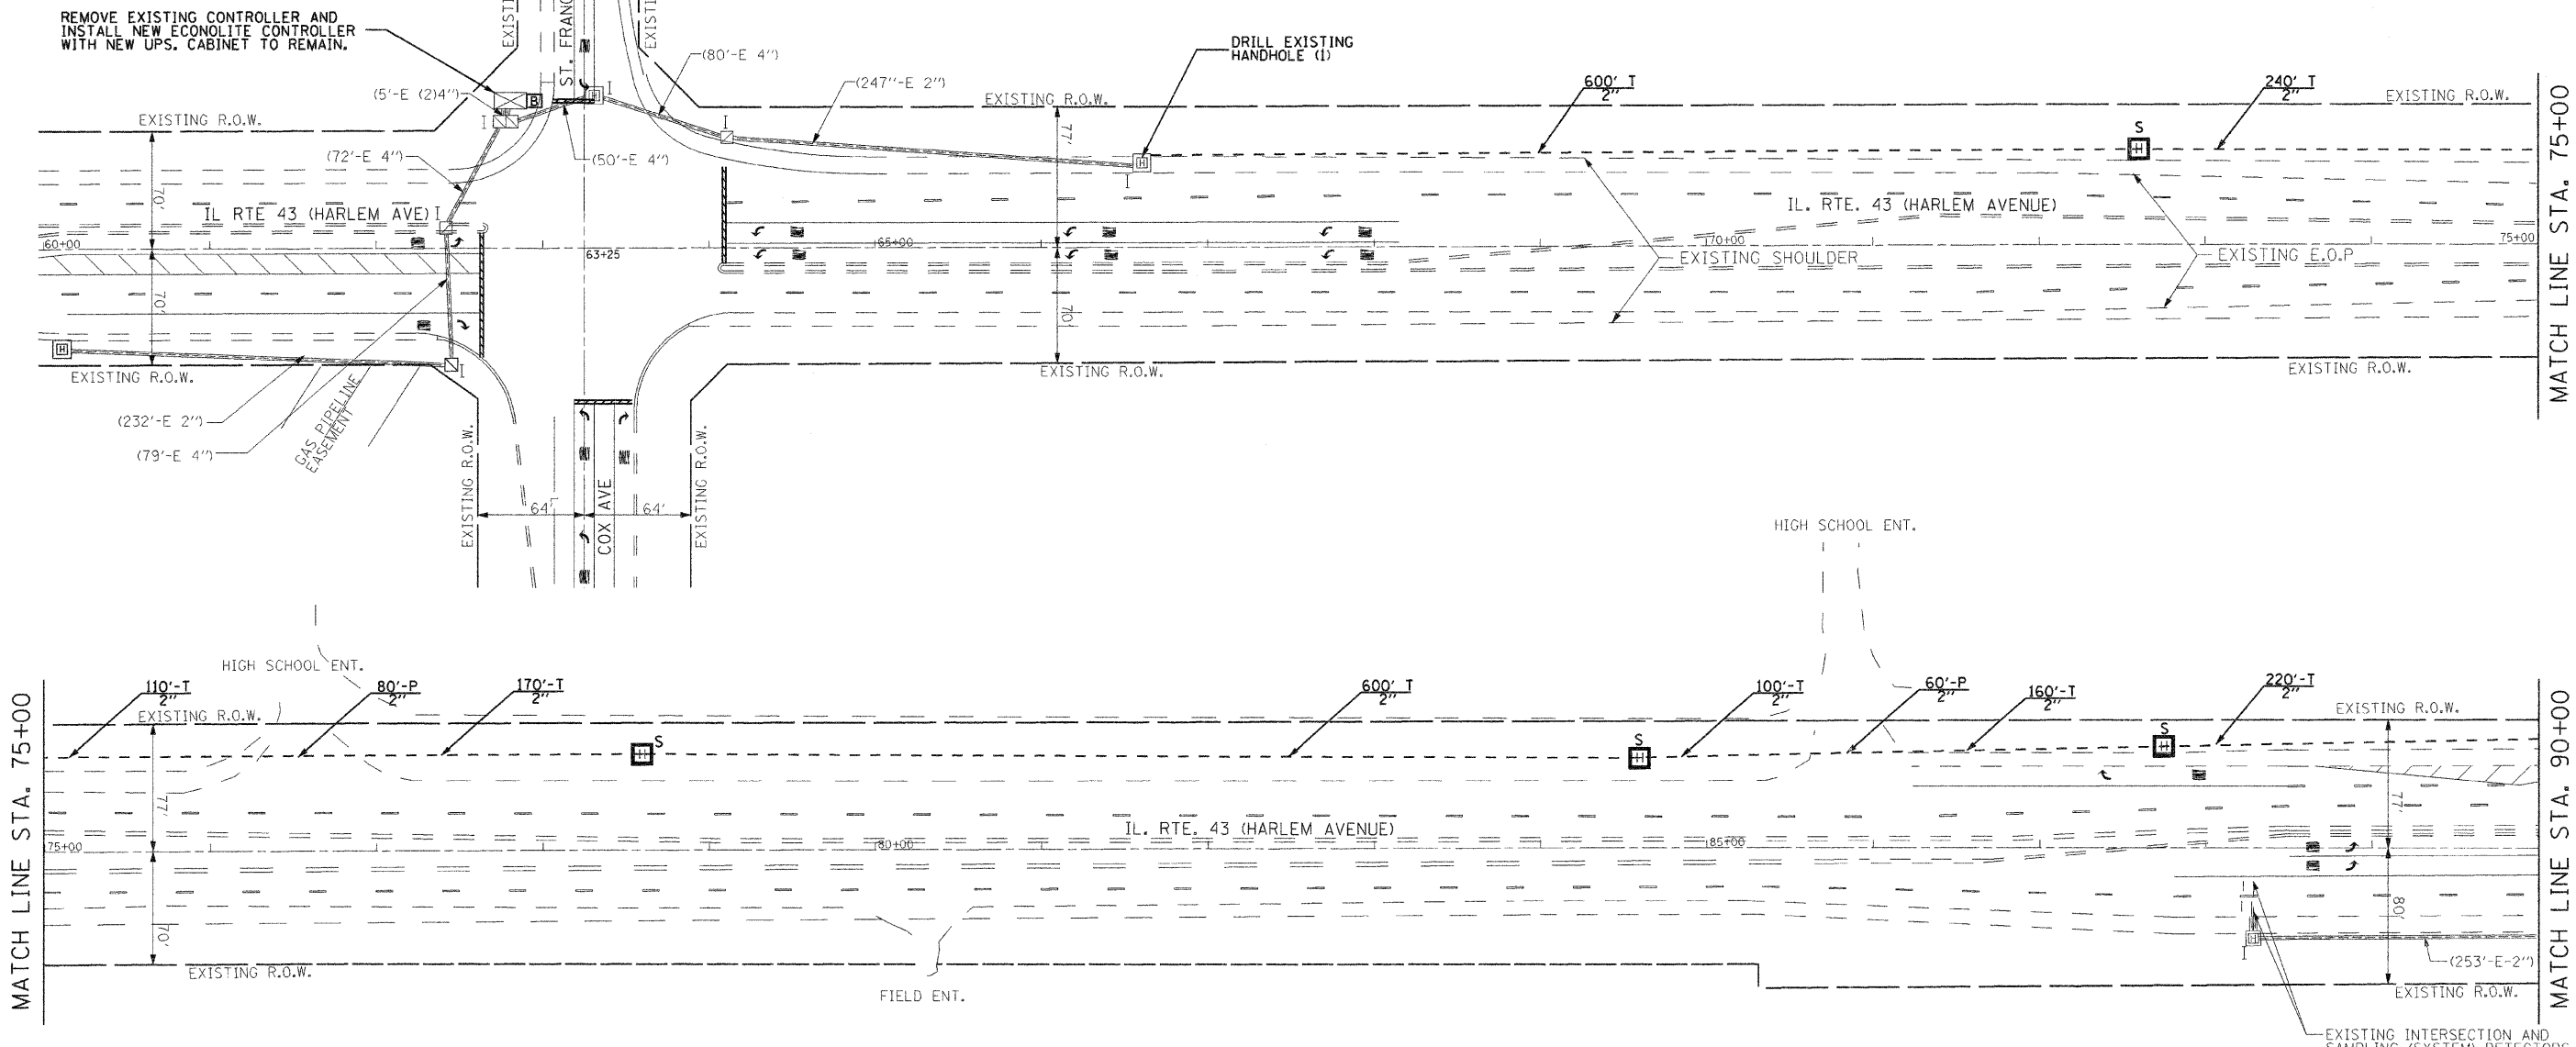 REMOVE EXISTING CONTROLLER AND
INSTALL NEW ECONOLITE CONTROLLER
WITH NEW UPS. CABINET TO REMAIN.
ST. FRANC
(80'-E 4")
DRILL EXISTING
HANDHOLE (1)
(247"-E 2")
(5'-E (2)4")
B
I
600' T
2"
240' T
2"
EXISTING R.O.W.
EXISTING R.O.W.
EXISTING R.O.W.
I
I
S
H
H
H
77'
(72'-E 4")
(50'-E 4")
I
70'
IL RTE 43 (HARLEM AVE)
I
IL. RTE. 43 (HARLEM AVENUE)
60+00
63+25
65+00
70+00
75+00
EXISTING SHOULDER
EXISTING E.O.P
70'
70'
H
I
EXISTING R.O.W.
EXISTING R.O.W.
EXISTING R.O.W.
MATCH LINE STA. 75+00
(232'-E 2")
(79'-E 4")
GAS PIPELINE
EASEMENT
EXISTING R.O.W.
EXISTING R.O.W.
64'
64'
COX AVE
HIGH SCHOOL ENT.
HIGH SCHOOL ENT.
110'-T
2"
80'-P
2"
170'-T
2"
600' T
2"
100'-T
2"
60'-P
2"
160'-T
2"
220'-T
2"
EXISTING R.O.W.
EXISTING R.O.W.
S
H
S
H
S
H
77'
77'
IL. RTE. 43 (HARLEM AVENUE)
75+00
80+00
85+00
70'
80'
H
I
(253'-E-2")
EXISTING R.O.W.
EXISTING R.O.W.
FIELD ENT.
MATCH LINE STA. 75+00
MATCH LINE STA. 90+00
EXISTING INTERSECTION AND
SAMPLING (SYSTEM) DETECTORS